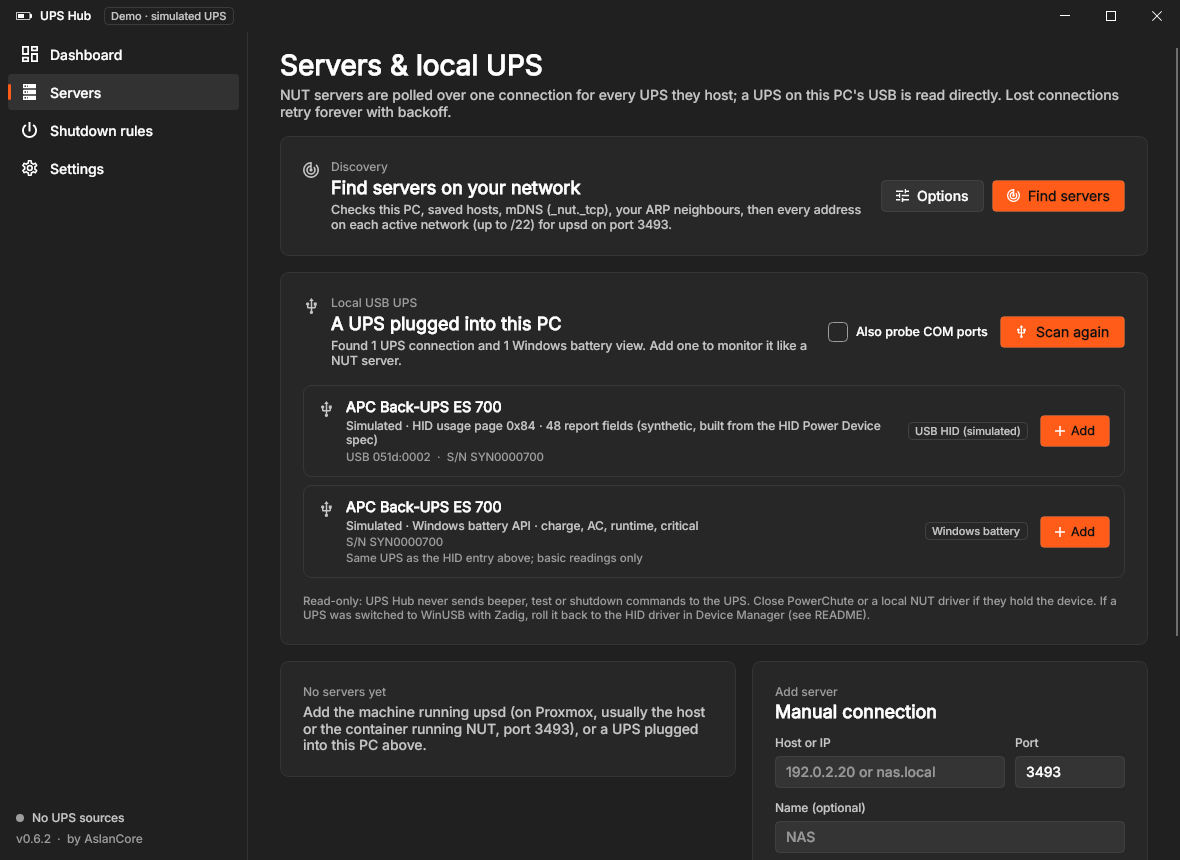 UPS Hub
Demo · simulated UPS
Dashboard
Servers
Shutdown rules
Settings
Servers & local UPS
NUT servers are polled over one connection for every UPS they host; a UPS on this PC's USB is read directly. Lost connections
retry forever with backoff.
Discovery
Find servers on your network
Checks this PC, saved hosts, mDNS (_nut._tcp), your ARP neighbours, then every address
on each active network (up to /22) for upsd on port 3493.
Options
Find servers
Local USB UPS
A UPS plugged into this PC
Found 1 UPS connection and 1 Windows battery view. Add one to monitor it like a
NUT server.
Also probe COM ports
Scan again
APC Back-UPS ES 700
Simulated · HID usage page 0x84 · 48 report fields (synthetic, built from the HID Power Device
spec)
USB 051d:0002 · S/N SYN0000700
USB HID (simulated)
+ Add
APC Back-UPS ES 700
Simulated · Windows battery API · charge, AC, runtime, critical
S/N SYN0000700
Same UPS as the HID entry above; basic readings only
Windows battery
+ Add
Read-only: UPS Hub never sends beeper, test or shutdown commands to the UPS. Close PowerChute or a local NUT driver if they hold the device. If a
UPS was switched to WinUSB with Zadig, roll it back to the HID driver in Device Manager (see README).
No servers yet
Add the machine running upsd (on Proxmox, usually the host
or the container running NUT, port 3493), or a UPS plugged
into this PC above.
Add server
Manual connection
Host or IP
Port
192.0.2.20 or nas.local
3493
Name (optional)
NAS
No UPS sources
v0.6.2 · by AslanCore